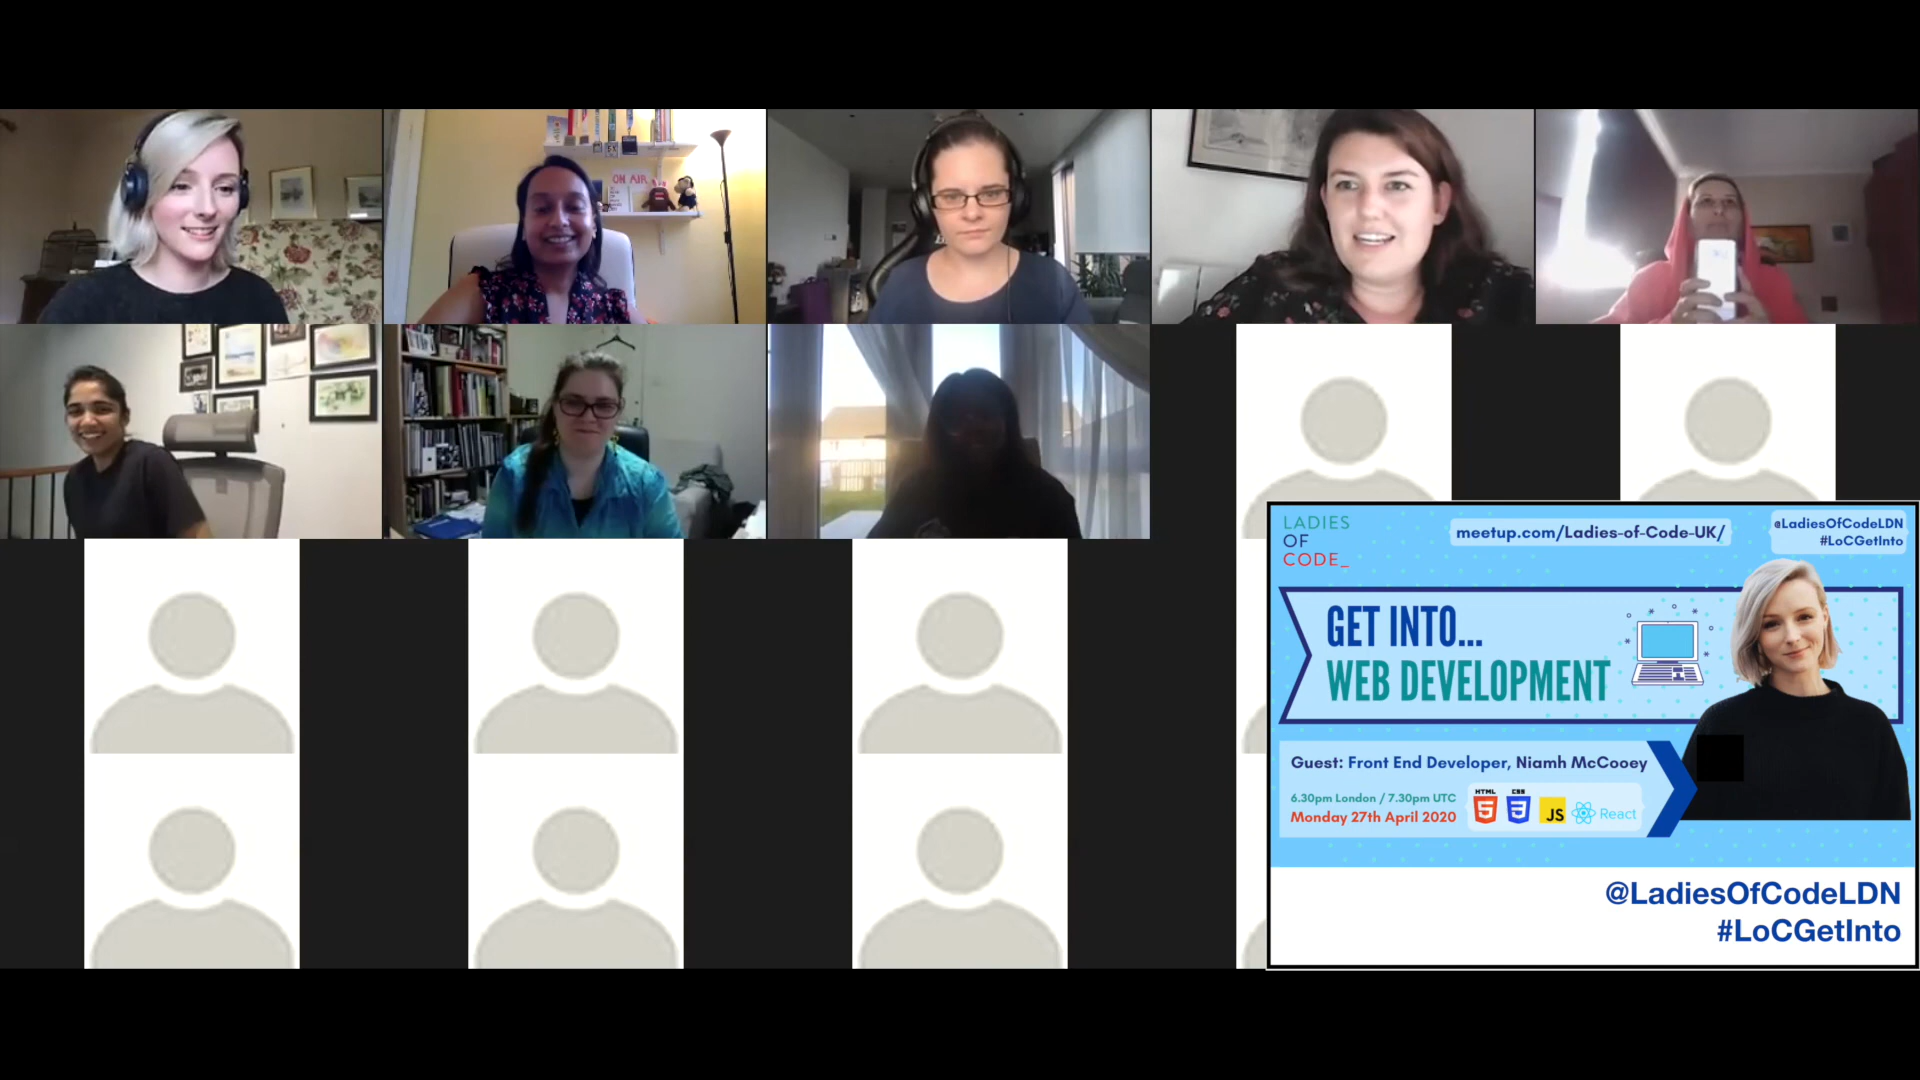 ON AIR
LADIES
OF
CODE_
meetup.com/Ladies-of-Code-UK/
@LadiesOfCodeLDN
#LoCGetInto
GET INTO...
WEB DEVELOPMENT
Guest: Front End Developer, Niamh McCooey
6.30pm London / 7.30pm UTC
Monday 27th April 2020
HTML
5
CSS
3
JS
React
@LadiesOfCodeLDN
#LoCGetInto